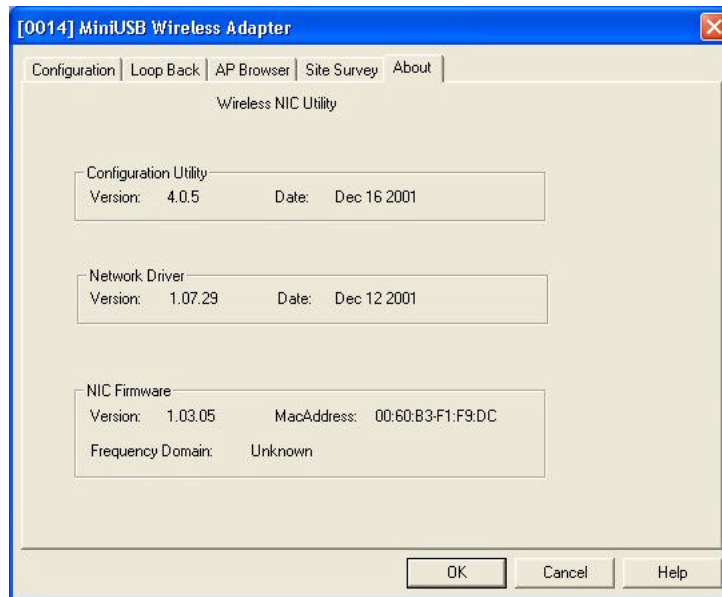 [0014] MiniUSB Wireless Adapter
Configuration Loop Back AP Browser Site Survey About
Wireless NIC Utility
Configuration Utility
Version: 4.0.5 Date: Dec 16 2001
Network Driver
Version: 1.07.29 Date: Dec 12 2001
NIC Firmware
Version: 1.03.05 MacAddress: 00:60:B3-F1:F9:DC
Frequency Domain: Unknown
OK Cancel Help